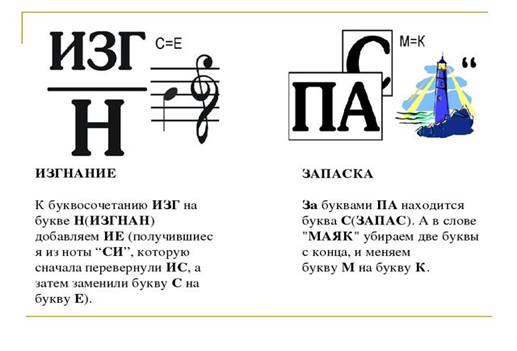 ИЗГ
Н
С=Е
ИЗГНАНИЕ
К буквосочетанию ИЗГ на
букве Н(ИЗГНАН)
добавляем ИЕ (получившиес
я из ноты “СИ”, которую
сначала перевернули ИС, а
затем заменили букву С на
букву Е).
С
ПА
М=К
“
ЗАПАСКА
За буквами ПА находится
буква С(ЗАПАС). А в слове
"МАЯК" убираем две буквы
с конца, и меняем
букву М на букву К.